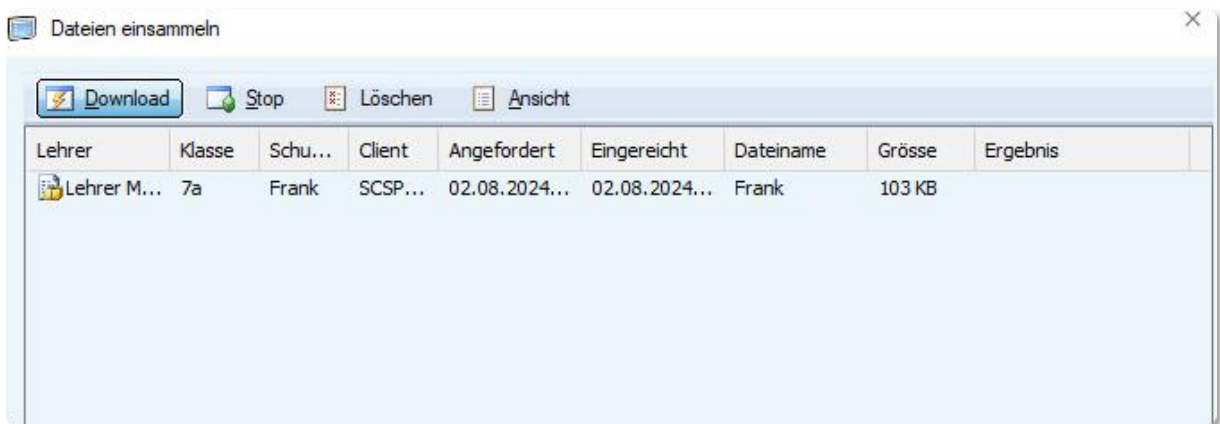 Dateien einsammeln
Download Stop Löschen Ansicht
Lehrer Klasse Schu... Client Angefordert Eingereicht Dateiname Grösse Ergebnis
Lehrer M... 7a Frank SCSP... 02.08.2024... 02.08.2024... Frank 103 KB